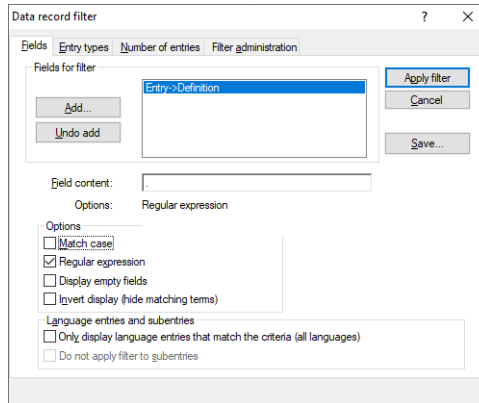 Data record filter ? ×
Fields Entry types Number of entries Filter administration
Fields for filter
Entry->Definition
Add...
Undo add
Apply filter
Cancel
Save...
Field content: .
Options: Regular expression
Options
Match case
Regular expression
Display empty fields
Invert display (hide matching terms)
Language entries and subentries
Only display language entries that match the criteria (all languages)
Do not apply filter to subentries